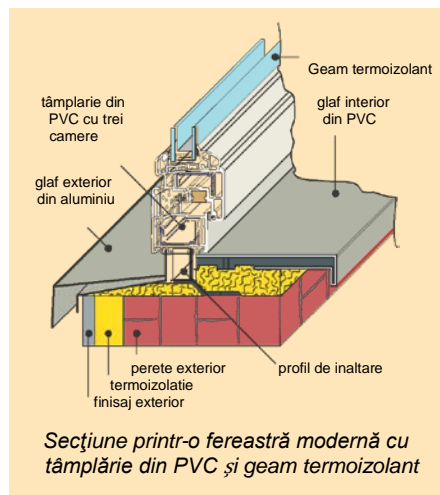 Geam termoizolant
tâmplarie din
PVC cu trei
camere
glaf interior
din PVC
glaf exterior
din aluminiu
perete exterior
termoizolatie
finisaj exterior
profil de inaltare
Secţiune printr-o fereastră modernă cu
tâmplărie din PVC și geam termoizolant